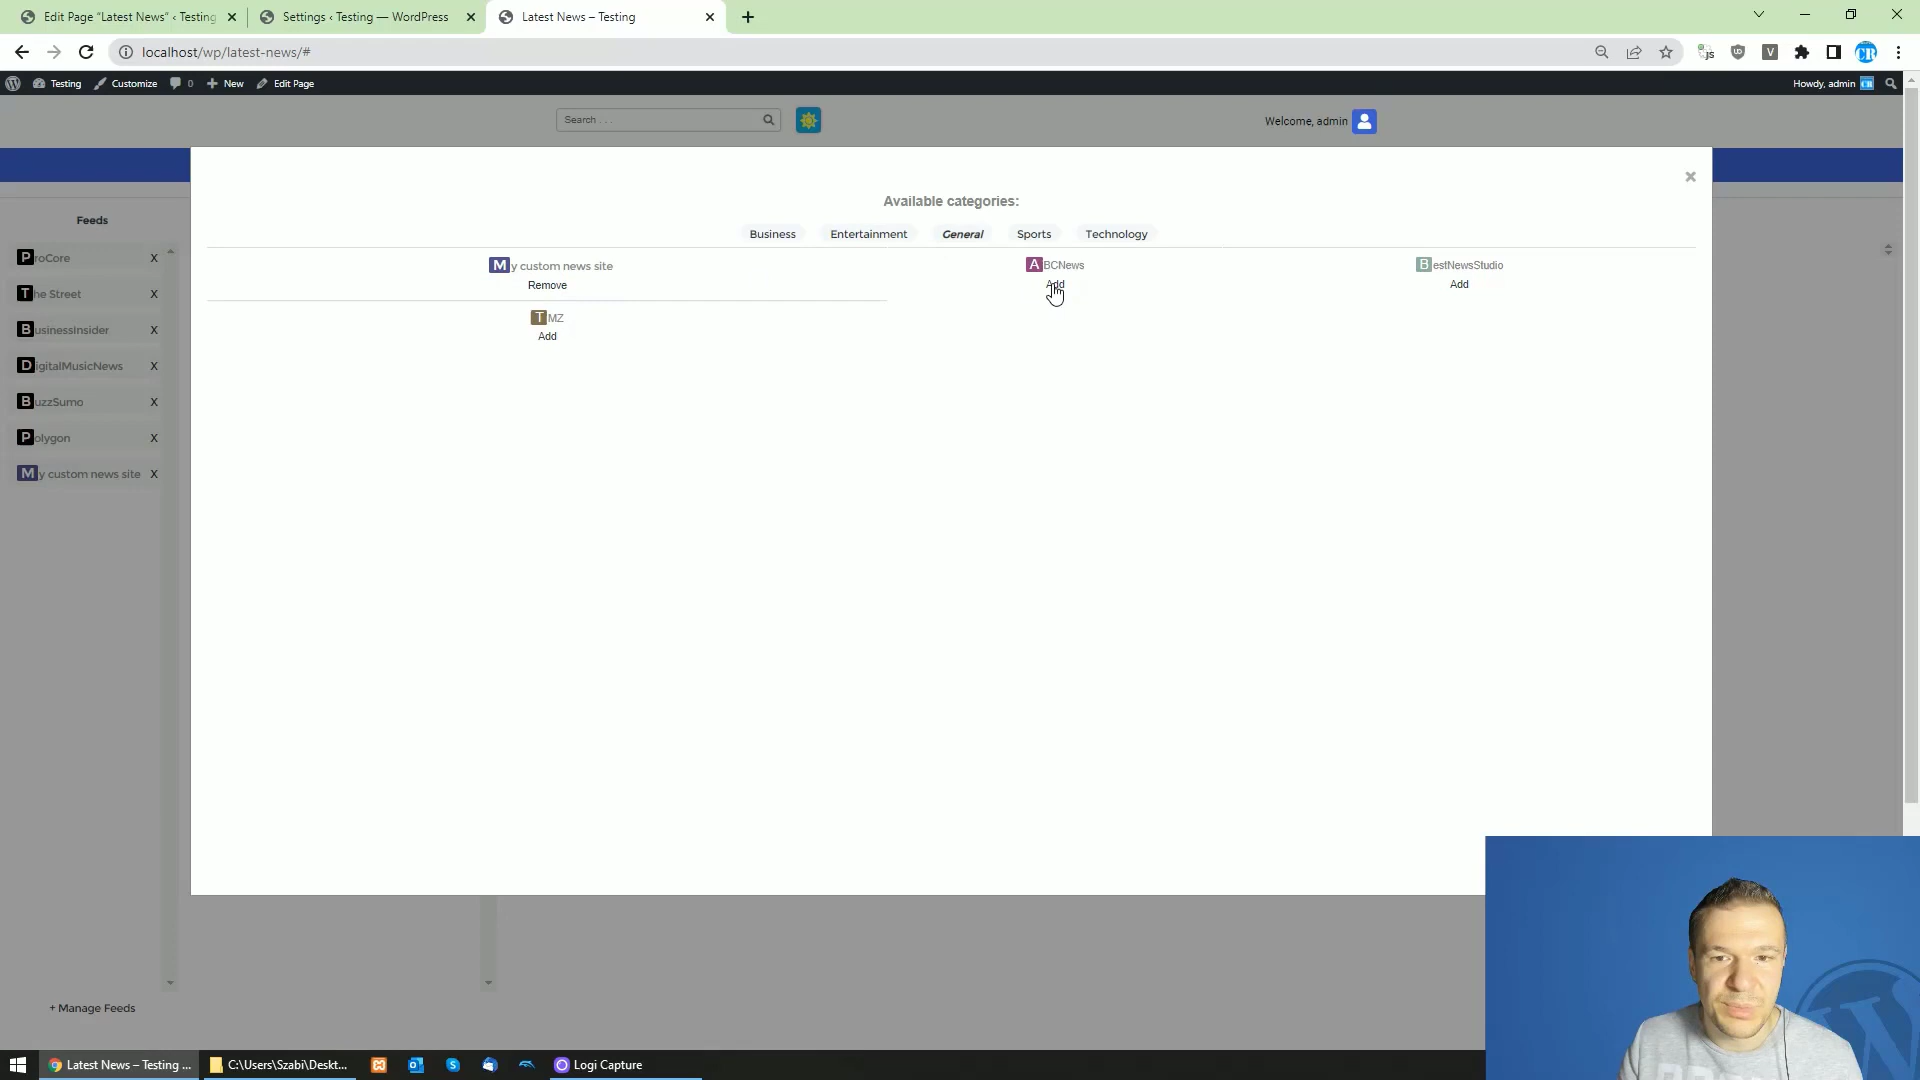 Edit Page “Latest News” ‹ Testing
Settings ‹ Testing — WordPress
Latest News – Testing
localhost/wp/latest-news/#
Testing
Customize
0
New
Edit Page
Howdy, admin
Search . . .
Welcome, admin
Feeds
Available categories:
Business
Entertainment
General
Sports
Technology
My custom news site
Remove
ABCNews
Add
BestNewsStudio
Add
TMZ
Add
ProCore X
The Street X
BusinessInsider X
DigitalMusicNews X
BuzzSumo X
Polygon X
My custom news site X
+ Manage Feeds
Latest News – Testing ...
C:\Users\Szabi\Deskt...
Logi Capture